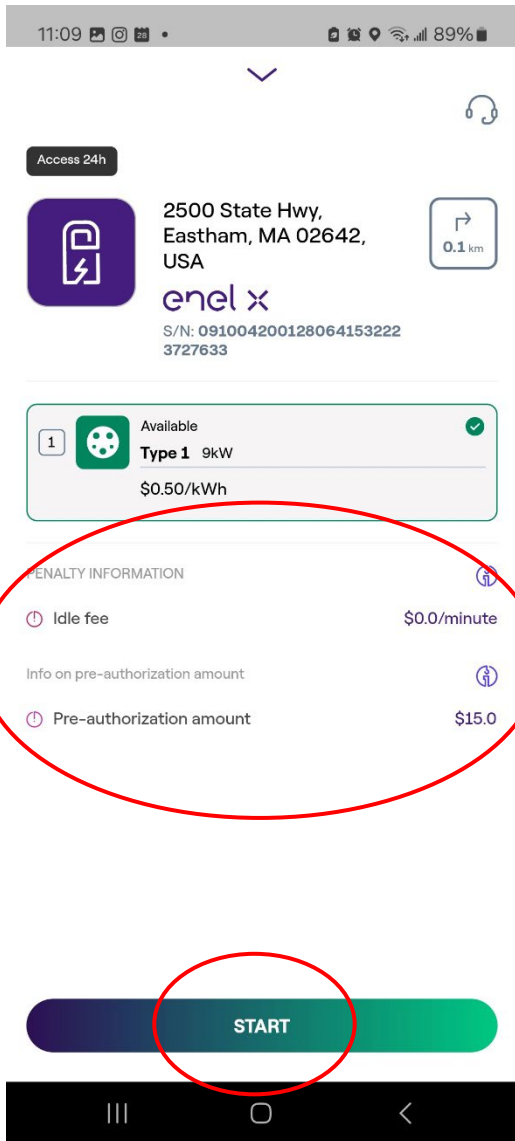 11:09 28 89%
Access 24h
2500 State Hwy,
Eastham, MA 02642,
USA
0.1 km
enel x
S/N: 091004200128064153222
3727633
1
Available
Type 1 9kW
$0.50/kWh
PENALTY INFORMATION
Idle fee $0.0/minute
Info on pre-authorization amount
Pre-authorization amount $15.0
START